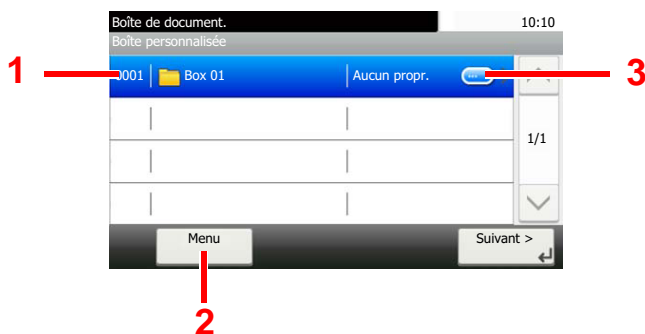 Boîte de document. 10:10
Boîte personnalisée
1 0001 Box 01 Aucun propr. 3
1/1
Menu Suivant >
2